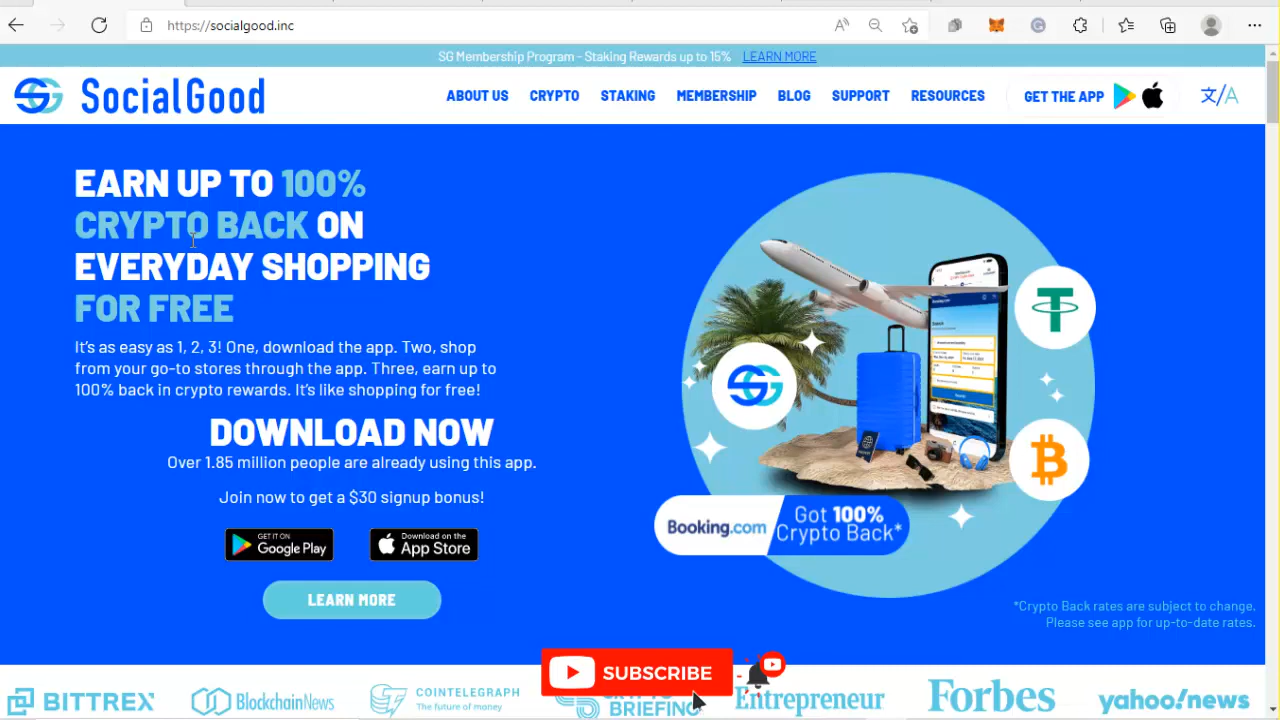 https://socialgood.inc
SG Membership Program - Staking Rewards up to 15% LEARN MORE
SocialGood
ABOUT US CRYPTO STAKING MEMBERSHIP BLOG SUPPORT RESOURCES GET THE APP 文/A
EARN UP TO 100%
CRYPTO BACK ON
EVERYDAY SHOPPING
FOR FREE
It's as easy as 1, 2, 3! One, download the app. Two, shop
from your go-to stores through the app. Three, earn up to
100% back in crypto rewards. It's like shopping for free!
DOWNLOAD NOW
Over 1.85 million people are already using this app.
Join now to get a $30 signup bonus!
GET IT ON
Google Play
Download on the
App Store
LEARN MORE
SG
Booking.com
Got 100%
Crypto Back*
*Crypto Back rates are subject to change.
Please see app for up-to-date rates.
SUBSCRIBE
BITTREX
BlockchainNews
COINTELEGRAPH
The future of money
CRYPTO
BRIEFING
Entrepreneur
Forbes
yahoo!news